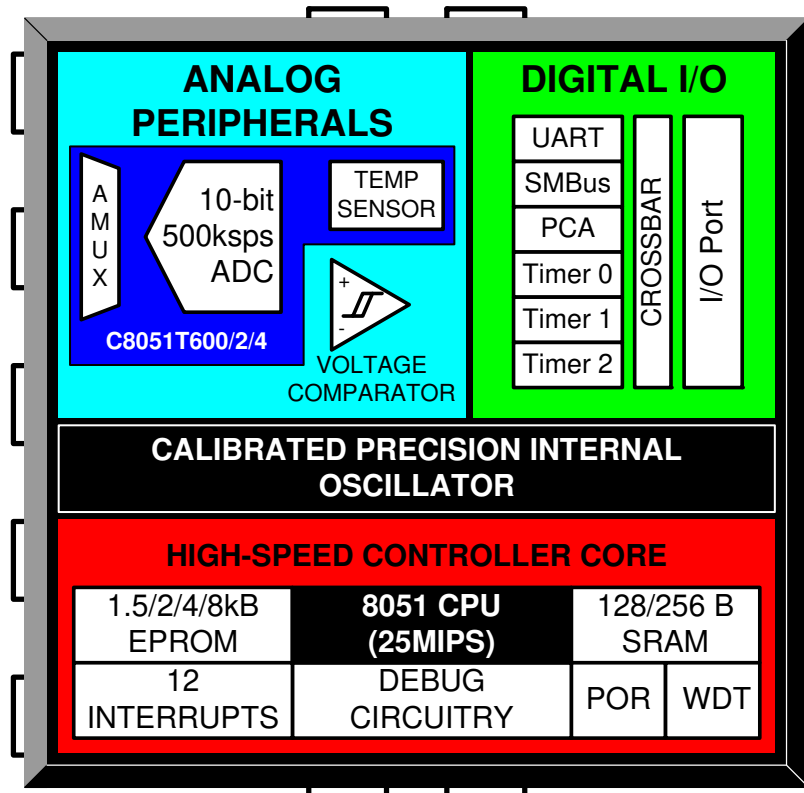 ANALOG
PERIPHERALS
A
M
U
X
10-bit
500ksps
ADC
TEMP
SENSOR
+
-
C8051T600/2/4
VOLTAGE
COMPARATOR
DIGITAL I/O
UART
SMBus
PCA
Timer 0
Timer 1
Timer 2
CROSSBAR
I/O Port
CALIBRATED PRECISION INTERNAL
OSCILLATOR
HIGH-SPEED CONTROLLER CORE
1.5/2/4/8kB
EPROM
8051 CPU
(25MIPS)
128/256 B
SRAM
12
INTERRUPTS
DEBUG
CIRCUITRY
POR
WDT